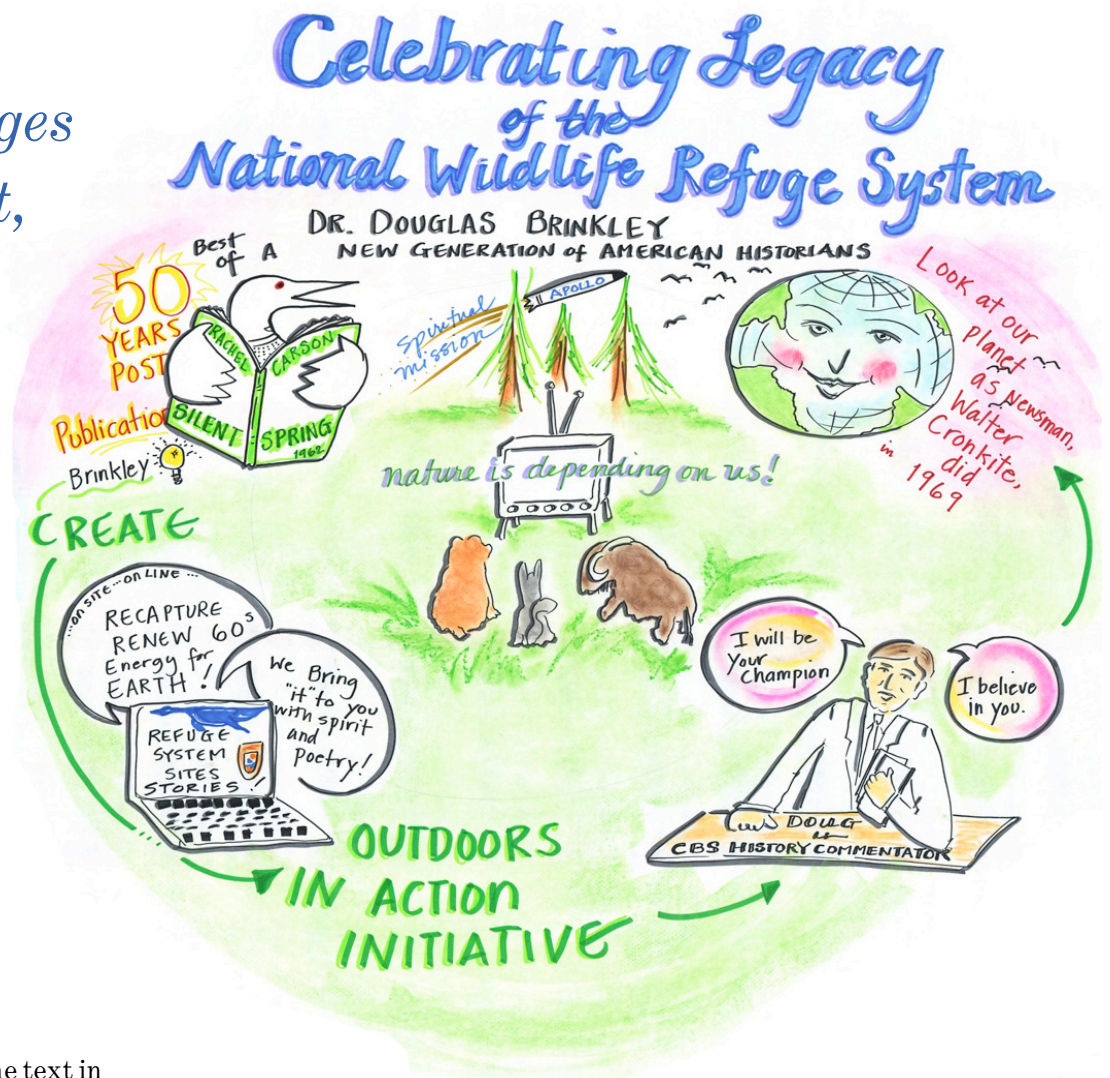 Celebrating Legacy
of the
National Wildlife Refuge System
ges
t,
DR. DOUGLAS BRINKLEY
Best of A NEW GENERATION of AMERICAN HISTORIANS
50
YEARS
POST
Publication
Brinkley
RACHEL CARSON
SILENT SPRING
1962
spiritual
mission
APOLLO
Look at our
planet
as Newsman,
Walter
Cronkite,
did
in 1969
nature is depending on us!
CREATE
...on SITE...on LINE...
RECAPTURE
RENEW 60s
Energy for
EARTH!
We Bring
"it" to you
with spirit
and
Poetry!
REFUGE
SYSTEM
SITES
STORIES!
I will be
your
champion
I believe
in you.
DOUG
CBS HISTORY COMMENTATOR
OUTDOORS
IN ACTION
INITIATIVE
e text in